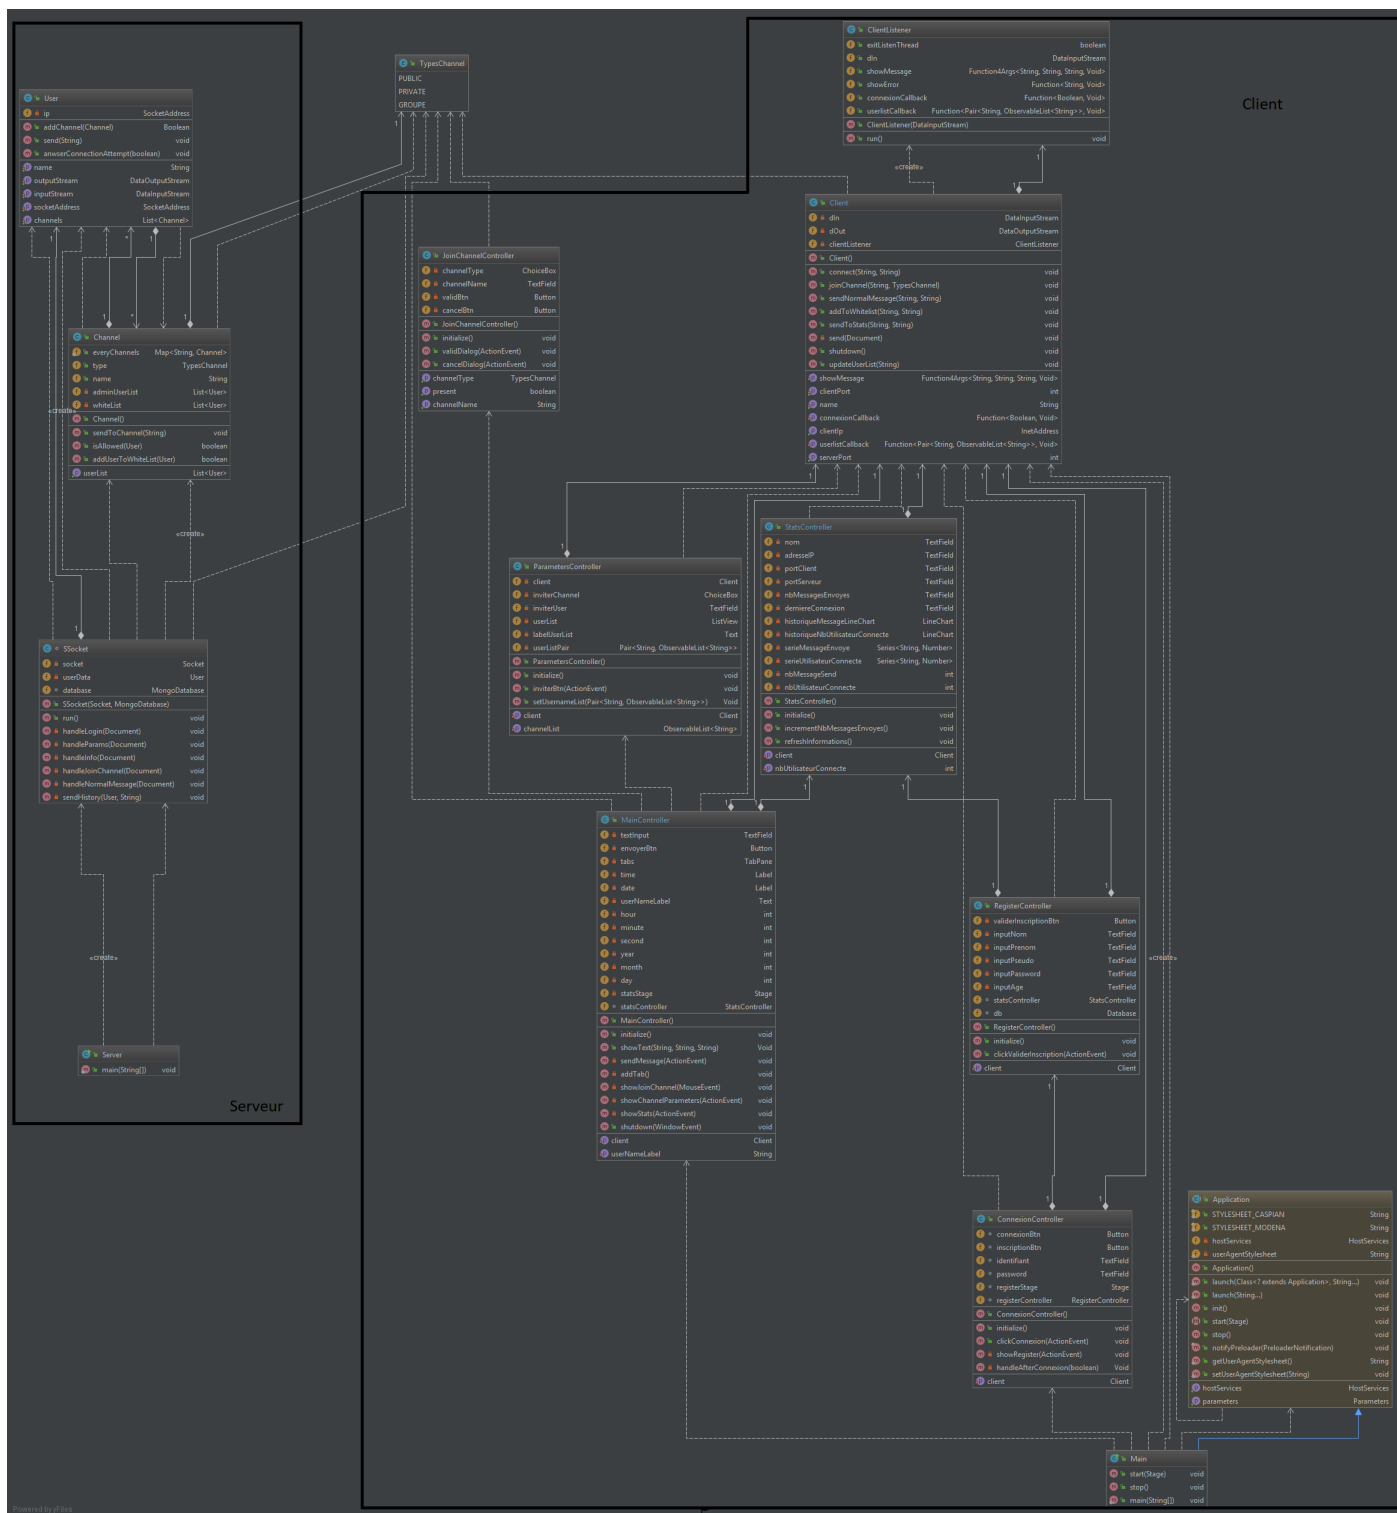 Client
Serveur
User
ip SocketAddress
addChannel(Channel) Boolean
send(String) void
anwserConnectionAttempt(boolean) void
name String
outputStream DataOutputStream
inputStream DataInputStream
socketAddress SocketAddress
channels List<Channel>
TypesChannel
PUBLIC
PRIVATE
GROUPE
ClientListener
exitListenThread boolean
dIn DataInputStream
showMessage Function4Args<String, String, String, Void>
showError Function<String, Void>
connexionCallback Function<Boolean, Void>
userlistCallback Function<Pair<String, ObservableList<String>>, Void>
ClientListener(DataInputStream)
run() void
«create»
Client
dIn DataInputStream
dOut DataOutputStream
clientListener ClientListener
Client()
connect(String, String) void
joinChannel(String, TypesChannel) void
sendNormalMessage(String, String) void
addToWhitelist(String, String) void
sendToStats(String, String) void
send(Document) void
shutdown() void
updateUserList(String) void
showMessage Function4Args<String, String, String, Void>
clientPort int
name String
connexionCallback Function<Boolean, Void>
clientIp InetAddress
userlistCallback Function<Pair<String, ObservableList<String>>, Void>
serverPort int
JoinChannelController
channelType ChoiceBox
channelName TextField
validBtn Button
cancelBtn Button
JoinChannelController()
initialize() void
validDialog(ActionEvent) void
cancelDialog(ActionEvent) void
channelType TypesChannel
present boolean
channelName String
Channel
everyChannels Map<String, Channel>
type TypesChannel
name String
adminUserList List<User>
whiteList List<User>
Channel()
sendToChannel(String) void
isAllowed(User) boolean
addUserToWhiteList(User) boolean
userList List<User>
«create»
«create»
StatsController
nom TextField
adresseIP TextField
portClient TextField
portServeur TextField
nbMessagesEnvoyes TextField
derniereConnexion TextField
historiqueMessageLineChart LineChart
historiqueNbUtilisateurConnecte LineChart
serieMessageEnvoye Series<String, Number>
serieUtilisateurConnecte Series<String, Number>
nbMessageSend int
nbUtilisateurConnecte int
StatsController()
initialize() void
incrementNbMessagesEnvoyes() void
refreshInformations() void
client Client
nbUtilisateurConnecte int
ParametersController
client Client
inviterChannel ChoiceBox
inviterUser TextField
userList ListView
labelUserList Text
userListPair Pair<String, ObservableList<String>>
ParametersController()
initialize() void
inviterBtn(ActionEvent) void
setUsernameList(Pair<String, ObservableList<String>>) Void
client Client
channelList ObservableList<String>
SSocket
socket Socket
userData User
database MongoDatabase
SSocket(Socket, MongoDatabase)
run() void
handleLogin(Document) void
handleParams(Document) void
handleInfo(Document) void
handleJoinChannel(Document) void
handleNormalMessage(Document) void
sendHistory(User, String) void
«create»
Server
main(String[]) void
MainController
textInput TextField
envoyerBtn Button
tabs TabPane
time Label
date Label
userNameLabel Text
hour int
minute int
second int
year int
month int
day int
statsStage Stage
statsController StatsController
MainController()
initialize() void
showText(String, String, String) Void
sendMessage(ActionEvent) void
addTab() void
showJoinChannel(MouseEvent) void
showChannelParameters(ActionEvent) void
showStats(ActionEvent) void
shutdown(WindowEvent) void
client Client
userNameLabel String
RegisterController
validerInscriptionBtn Button
inputNom TextField
inputPrenom TextField
inputPseudo TextField
inputPassword TextField
inputAge TextField
statsController StatsController
db Database
RegisterController()
initialize() void
clickValiderInscription(ActionEvent) void
client Client
«create»
ConnexionController
connexionBtn Button
inscriptionBtn Button
identifiant TextField
password TextField
registerStage Stage
registerController RegisterController
ConnexionController()
initialize() void
clickConnexion(ActionEvent) void
showRegister(ActionEvent) void
handleAfterConnexion(boolean) Void
client Client
Application
STYLESHEET_CASPIAN String
STYLESHEET_MODENA String
hostServices HostServices
userAgentStylesheet String
Application()
launch(Class<? extends Application>, String...) void
launch(String...) void
init() void
start(Stage) void
stop() void
notifyPreloader(PreloaderNotification) void
getUserAgentStylesheet() String
setUserAgentStylesheet(String) void
hostServices HostServices
parameters Parameters
Main
start(Stage) void
stop() void
main(String[]) void
Powered by yFiles